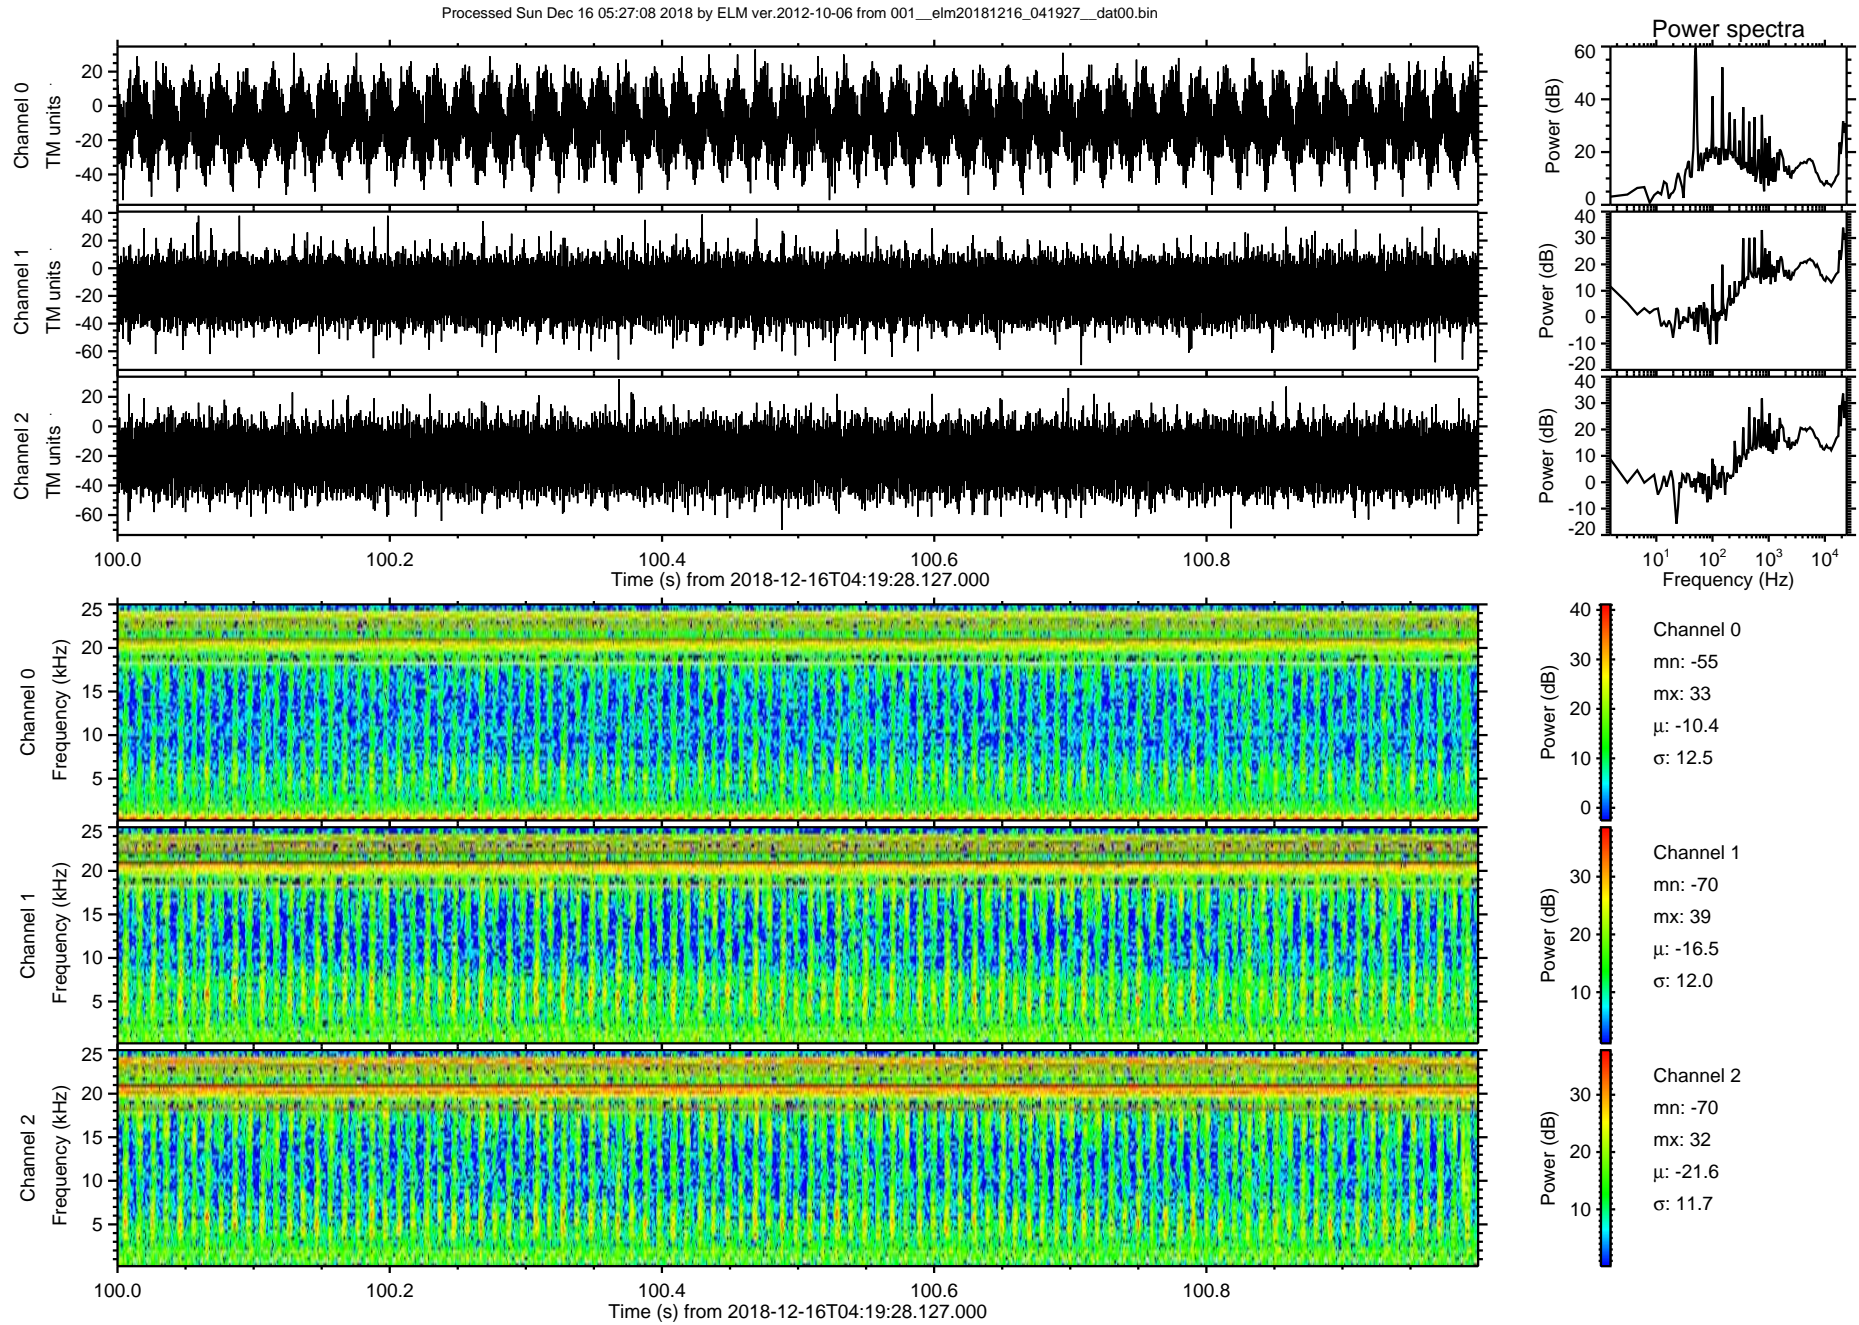 Processed Sun Dec 16 05:27:08 2018 by ELM ver.2012-10-06 from 001__elm20181216_041927__dat00.bin
Power spectra
Channel 0
TM units
20
0
-20
-40
Power (dB)
60
40
20
0
Channel 1
TM units
40
20
0
-20
-40
-60
Power (dB)
40
30
20
10
0
-10
-20
Channel 2
TM units
20
0
-20
-40
-60
Power (dB)
40
30
20
10
0
-10
-20
100.0 100.2 100.4 100.6 100.8
Time (s) from 2018-12-16T04:19:28.127.000
10¹ 10² 10³ 10⁴
Frequency (Hz)
Channel 0
Frequency (kHz)
25
20
15
10
5
Power (dB)
40
30
20
10
0
Channel 0
mn: -55
mx: 33
μ: -10.4
σ: 12.5
Channel 1
Frequency (kHz)
25
20
15
10
5
Power (dB)
30
20
10
Channel 1
mn: -70
mx: 39
μ: -16.5
σ: 12.0
Channel 2
Frequency (kHz)
25
20
15
10
5
Power (dB)
30
20
10
Channel 2
mn: -70
mx: 32
μ: -21.6
σ: 11.7
100.0 100.2 100.4 100.6 100.8
Time (s) from 2018-12-16T04:19:28.127.000